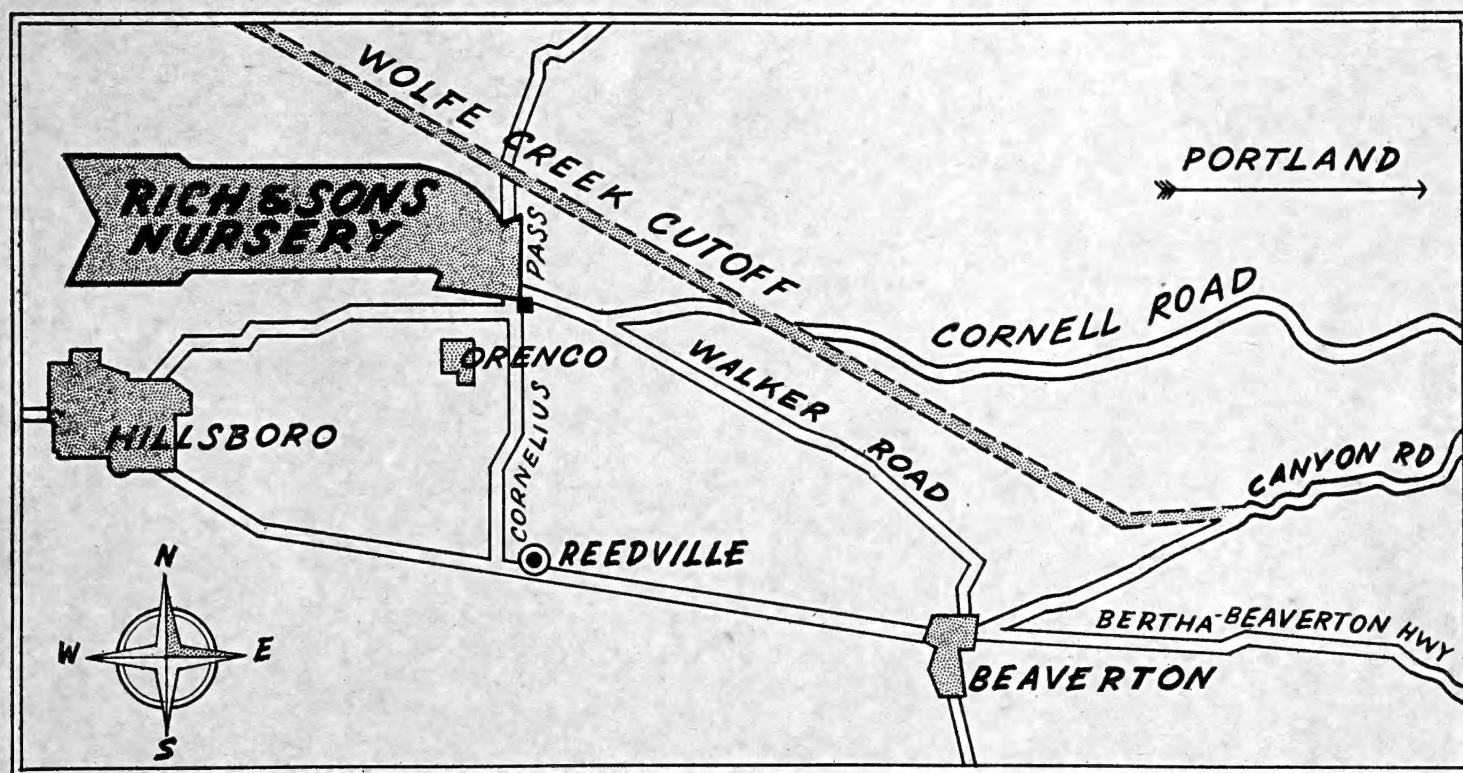 WOLFE CREEK CUTOFF
PORTLAND
RICH & SONS
NURSERY
CORNELIUS PASS
CORNELL ROAD
ORENCO
WALKER ROAD
HILLSBORO
CANYON RD
REEDVILLE
N
W
E
S
BERTHA-BEAVERTON HWY
BEAVERTON